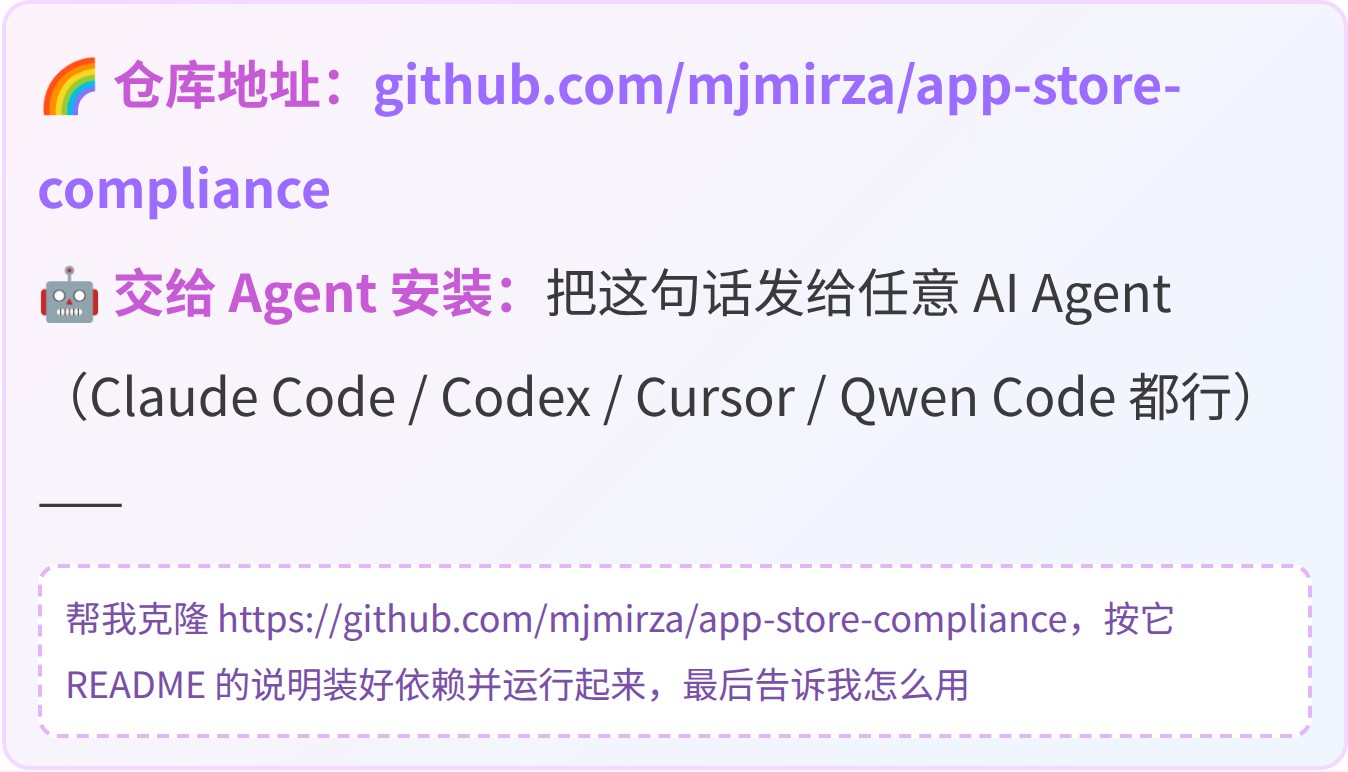 🌈 仓库地址：github.com/mjmirza/app-store-
compliance
🤖 交给 Agent 安装：把这句话发给任意 AI Agent
（Claude Code / Codex / Cursor / Qwen Code 都行）
——
帮我克隆 https://github.com/mjmirza/app-store-compliance，按它
README 的说明装好依赖并运行起来，最后告诉我怎么用